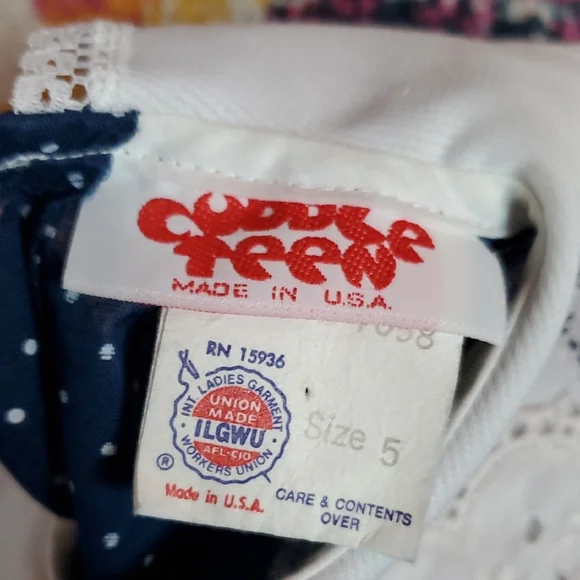 CUDDLE
TEEN
MADE IN U.S.A.
7038
RN 15936
INT. LADIES GARMENT
UNION
MADE
ILGWU
AFL-CIO
WORKERS UNION
®
Size 5
Made in U.S.A.
CARE & CONTENTS
OVER